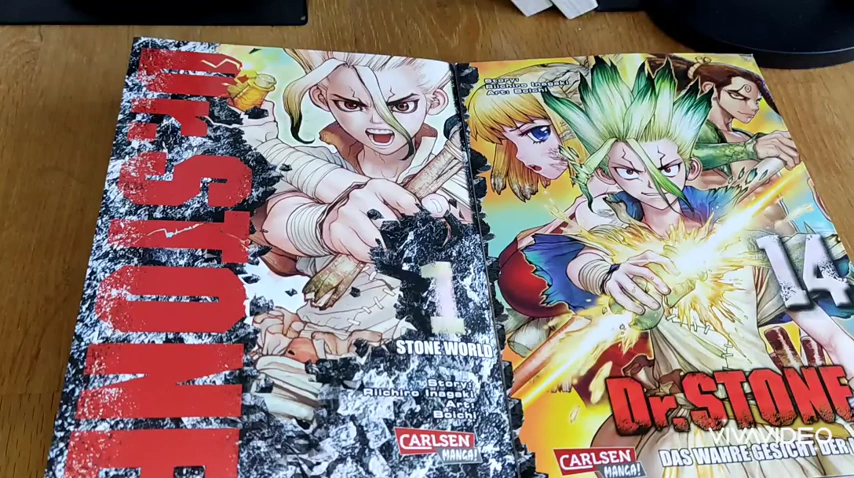 Dr.STONE
1
STONE WORLD
Story:
Riichiro Inagaki
Art:
Boichi
CARLSEN
MANGA!
Story:
Riichiro Inagaki
Art: Boichi
14
Dr.STONE
DAS WAHRE GESICHT DER
CARLSEN
MANGA!
VIVAVIDEO